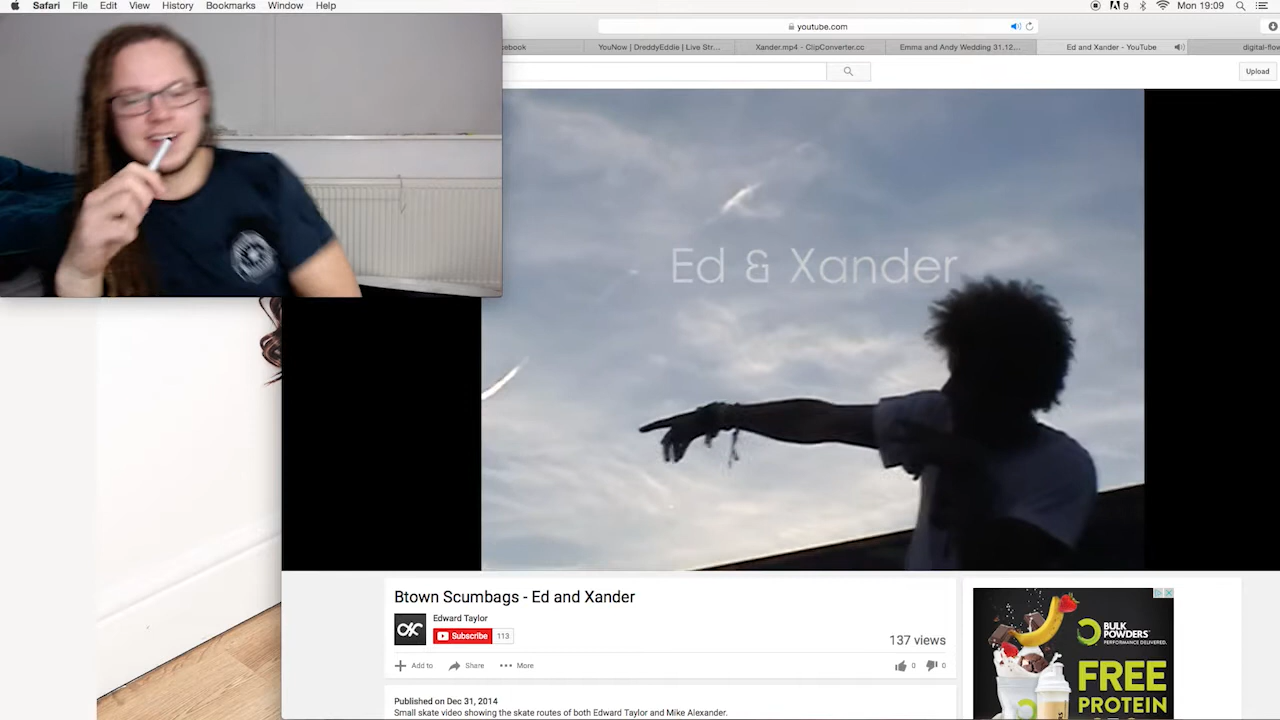 Safari File Edit View History Bookmarks Window Help
9 Mon 19:09
youtube.com
YouNow | DreddyEddie | Live Str...
Xander.mp4 - ClipConverter.cc
Emma and Andy Wedding 31.12...
Ed and Xander - YouTube
digital-flow
Upload
Ed & Xander
Btown Scumbags - Ed and Xander
Edward Taylor
Subscribe 113
137 views
Add to Share More
0 0
Published on Dec 31, 2014
Small skate video showing the skate routes of both Edward Taylor and Mike Alexander.
BULK
POWDERS
PERFORMANCE DELIVERED.
FREE
PROTEIN